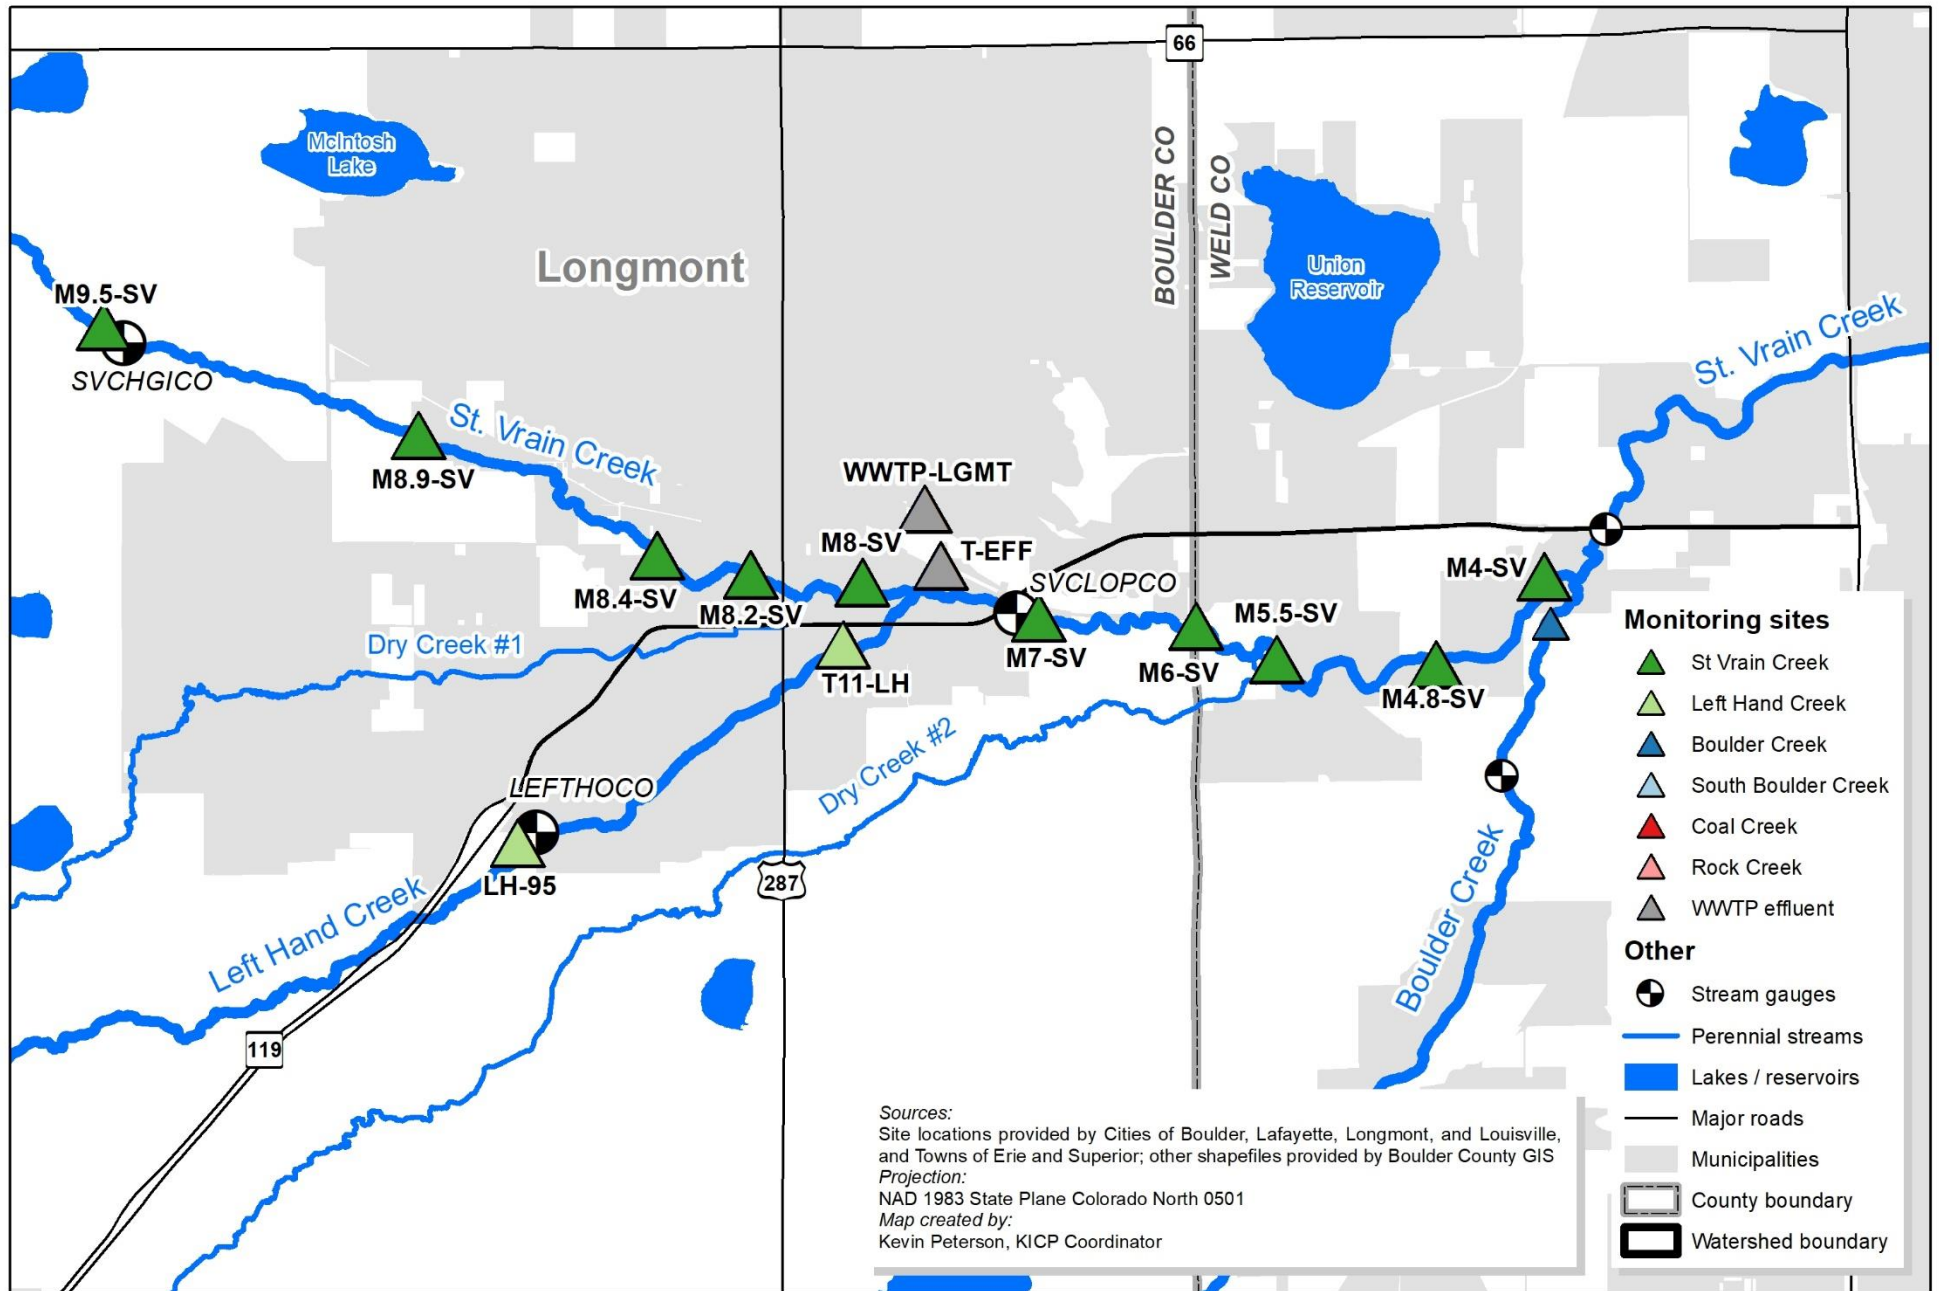 66
McIntosh
Lake
BOULDER CO
WELD CO
Longmont
Union
Reservoir
M9.5-SV
SVCHGICO
St. Vrain Creek
St. Vrain Creek
M8.9-SV
WWTP-LGMT
M8-SV
T-EFF
SVCLOPCO
M4-SV
M8.4-SV
M8.2-SV
M5.5-SV
Dry Creek #1
M7-SV
M6-SV
T11-LH
M4.8-SV
Dry Creek #2
LEFTHOCO
LH-95
287
Left Hand Creek
Boulder Creek
119
Monitoring sites
St Vrain Creek
Left Hand Creek
Boulder Creek
South Boulder Creek
Coal Creek
Rock Creek
WWTP effluent
Other
Stream gauges
Perennial streams
Lakes / reservoirs
Major roads
Municipalities
County boundary
Watershed boundary
Sources:
Site locations provided by Cities of Boulder, Lafayette, Longmont, and Louisville,
and Towns of Erie and Superior; other shapefiles provided by Boulder County GIS
Projection:
NAD 1983 State Plane Colorado North 0501
Map created by:
Kevin Peterson, KICP Coordinator